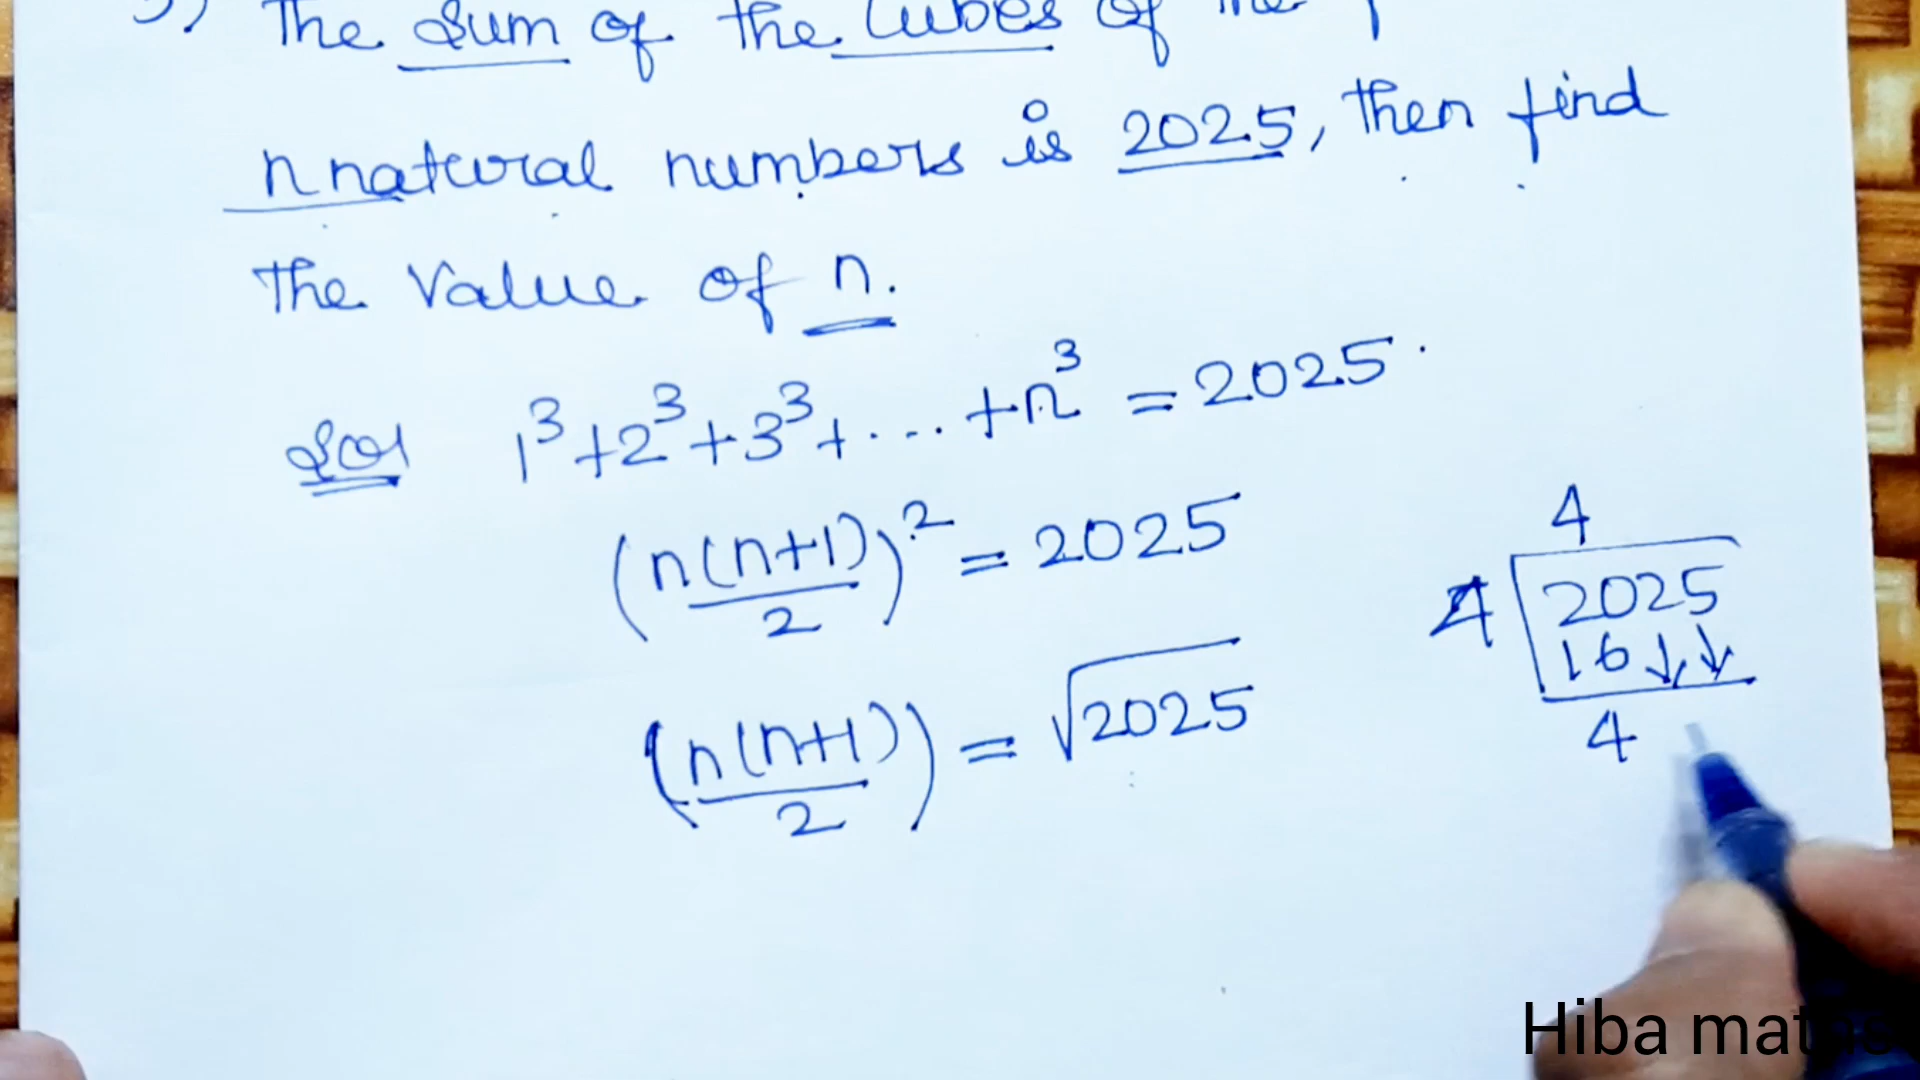 The Sum of the Cubes of the
n natural numbers is 2025, then find
the Value of n.
Sol 1³+2³+3³+...+n³ = 2025.
(n(n+1)/2)² = 2025
(n(n+1)/2) = √2025
4
4 2025
16↓↓
4
Hiba maths